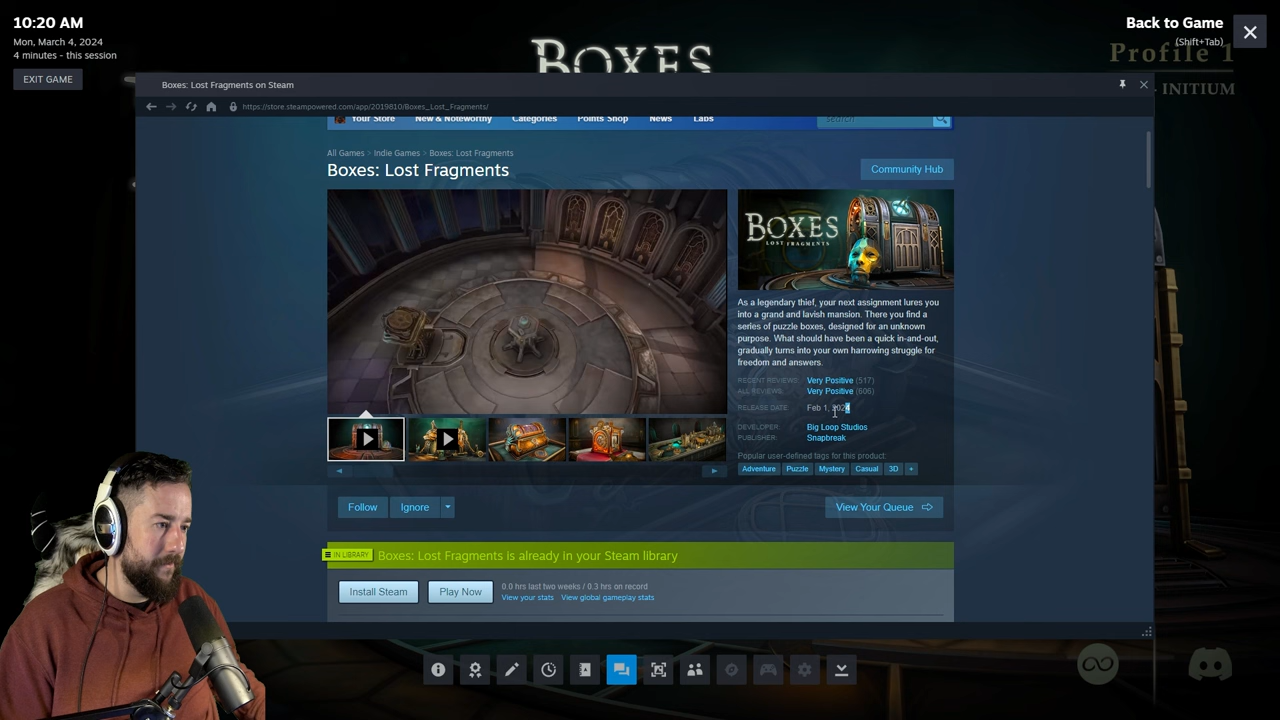 10:20 AM
Mon, March 4, 2024
4 minutes - this session
EXIT GAME
BOXES
Back to Game
(Shift+Tab)
Profile 1
INITIUM
Boxes: Lost Fragments on Steam
https://store.steampowered.com/app/2019810/Boxes_Lost_Fragments/
Your Store New & Noteworthy Categories Points Shop News Labs search
All Games > Indie Games > Boxes: Lost Fragments
Boxes: Lost Fragments
Community Hub
BOXES
LOST FRAGMENTS
As a legendary thief, your next assignment lures you
into a grand and lavish mansion. There you find a
series of puzzle boxes, designed for an unknown
purpose. What should have been a quick in-and-out,
gradually turns into your own harrowing struggle for
freedom and answers.
RECENT REVIEWS: Very Positive (517)
ALL REVIEWS: Very Positive (606)
RELEASE DATE: Feb 1, 2024
DEVELOPER: Big Loop Studios
PUBLISHER: Snapbreak
Popular user-defined tags for this product:
Adventure Puzzle Mystery Casual 3D +
Follow Ignore View Your Queue
IN LIBRARY Boxes: Lost Fragments is already in your Steam library
Install Steam Play Now
0.0 hrs last two weeks / 0.3 hrs on record
View your stats View global gameplay stats